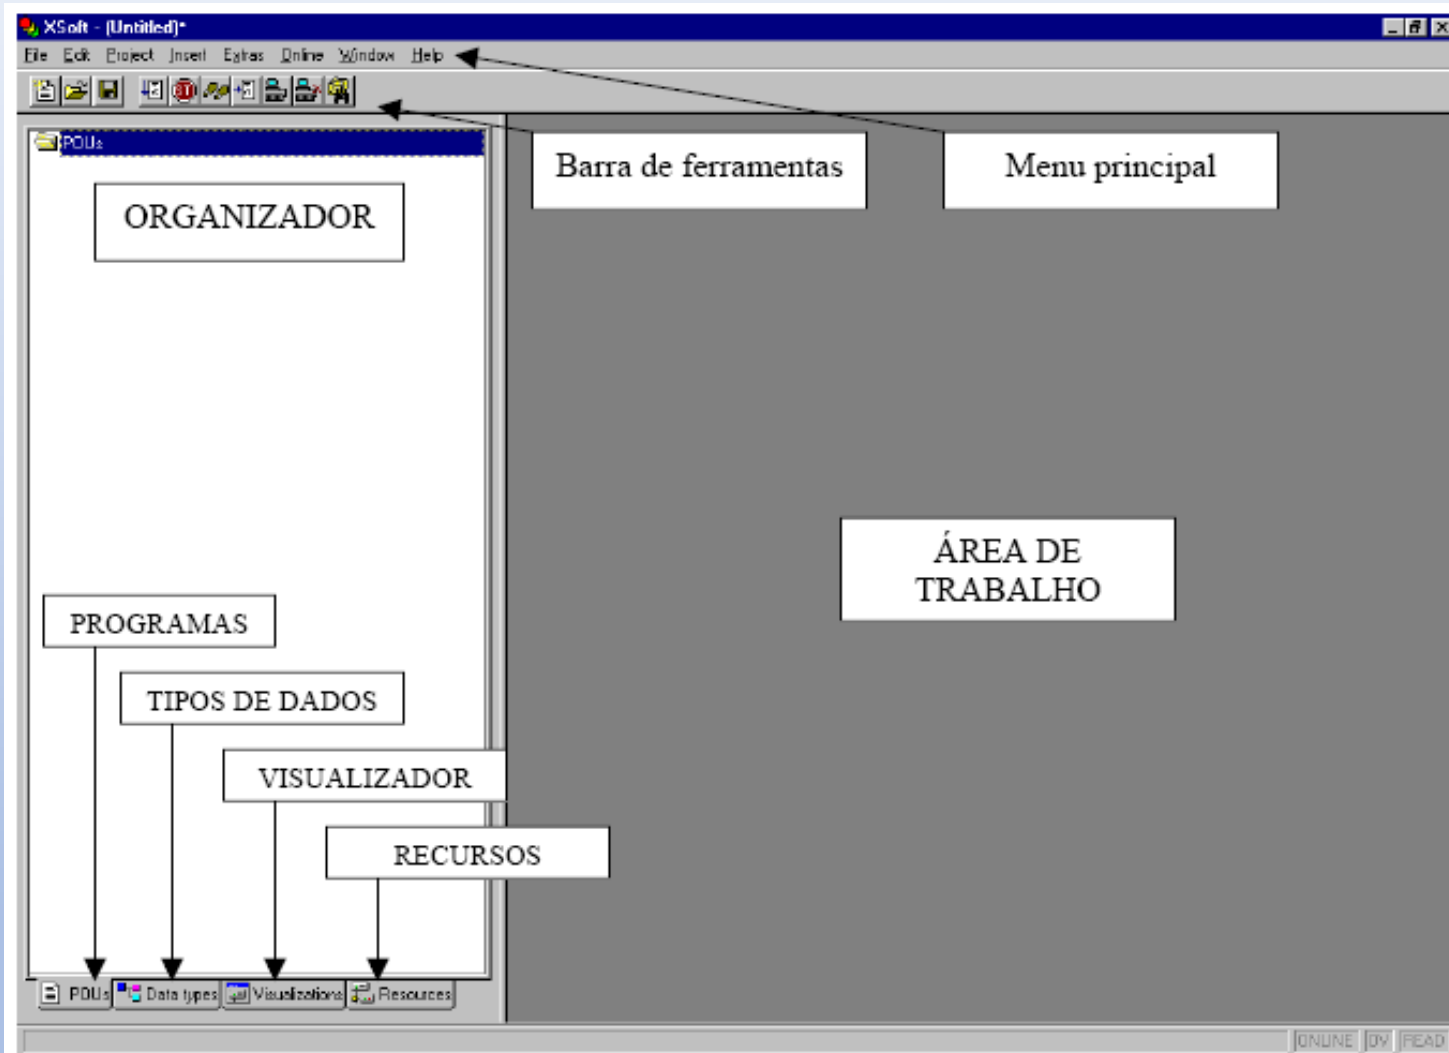 XSoft - (Untitled)*
File Edit Project Insert Extras Online Window Help
POUs
Barra de ferramentas
Menu principal
ORGANIZADOR
ÁREA DE
TRABALHO
PROGRAMAS
TIPOS DE DADOS
VISUALIZADOR
RECURSOS
POUs Data types Visualizations Resources
ONLINE OV READ